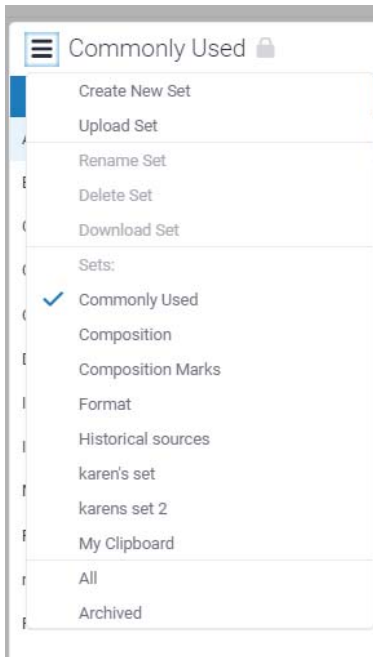 Commonly Used
Create New Set
Upload Set
Rename Set
Delete Set
Download Set
Sets:
Commonly Used
Composition
Composition Marks
Format
Historical sources
karen's set
karens set 2
My Clipboard
All
Archived